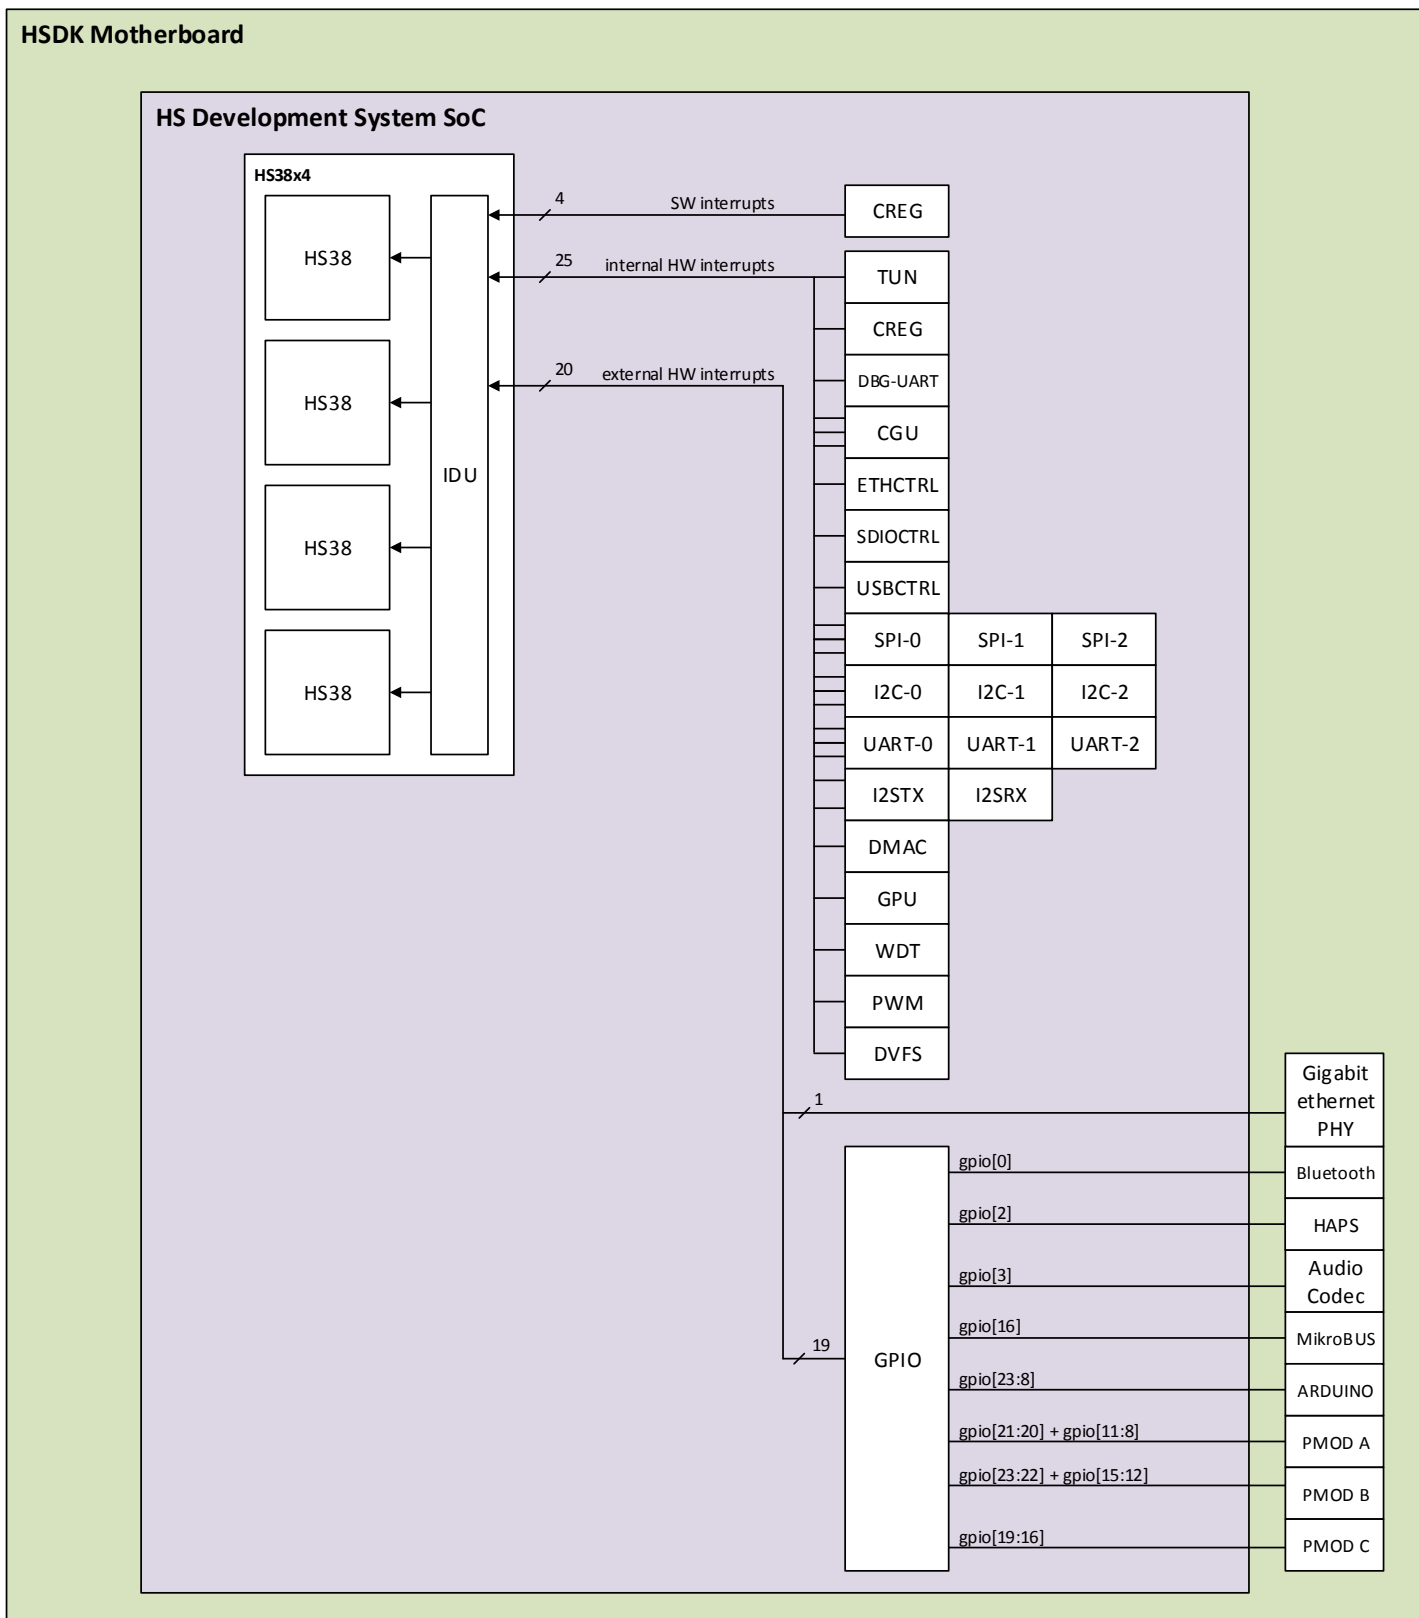 HSDK Motherboard
HS Development System SoC
HS38x4
HS38
HS38
HS38
HS38
IDU
4
SW interrupts
CREG
25
internal HW interrupts
TUN
CREG
20
external HW interrupts
DBG-UART
CGU
ETHCTRL
SDIOCTRL
USBCTRL
SPI-0
SPI-1
SPI-2
I2C-0
I2C-1
I2C-2
UART-0
UART-1
UART-2
I2STX
I2SRX
DMAC
GPU
WDT
PWM
DVFS
1
Gigabit
ethernet
PHY
19
GPIO
gpio[0]
Bluetooth
gpio[2]
HAPS
gpio[3]
Audio
Codec
gpio[16]
MikroBUS
gpio[23:8]
ARDUINO
gpio[21:20] + gpio[11:8]
PMOD A
gpio[23:22] + gpio[15:12]
PMOD B
gpio[19:16]
PMOD C